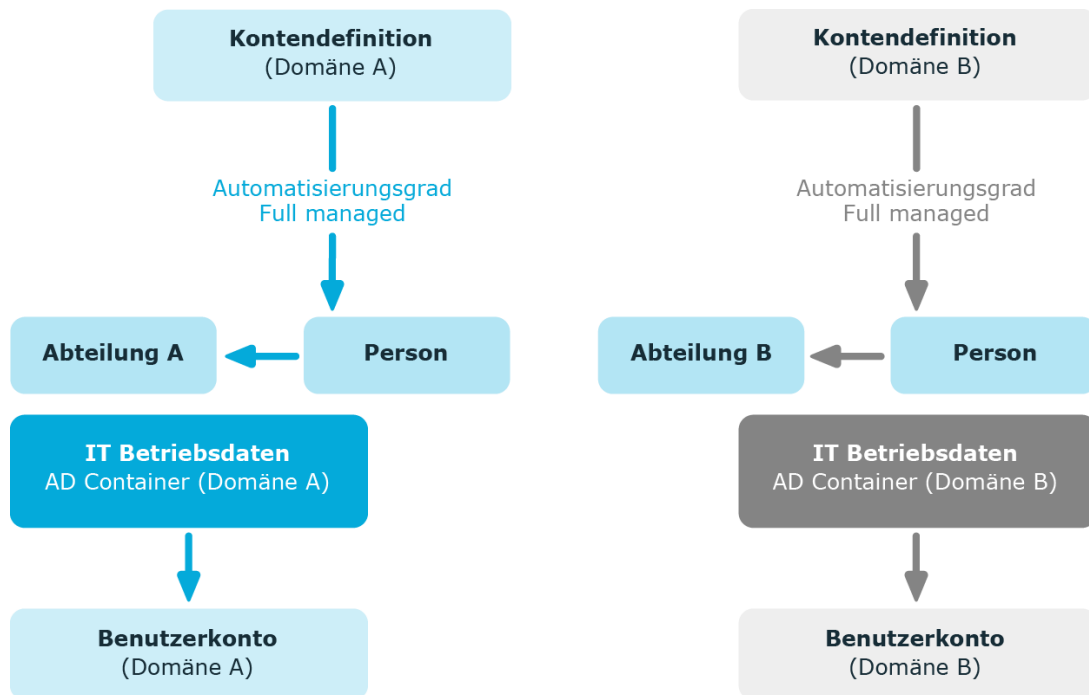 Kontendefinition
(Domäne A)
Automatisierungsgrad
Full managed
Abteilung A
Person
IT Betriebsdaten
AD Container (Domäne A)
Benutzerkonto
(Domäne A)
Kontendefinition
(Domäne B)
Automatisierungsgrad
Full managed
Abteilung B
Person
IT Betriebsdaten
AD Container (Domäne B)
Benutzerkonto
(Domäne B)